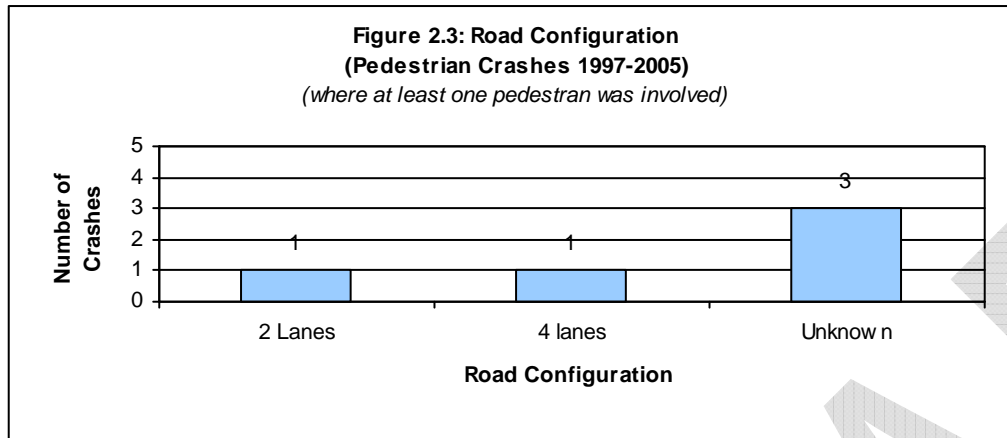 Figure 2.3: Road Configuration
(Pedestrian Crashes 1997-2005)
(where at least one pedestran was involved)
Number of
Crashes
5
4
3
2
1
0
1
1
3
2 Lanes
4 lanes
Unknown
Road Configuration